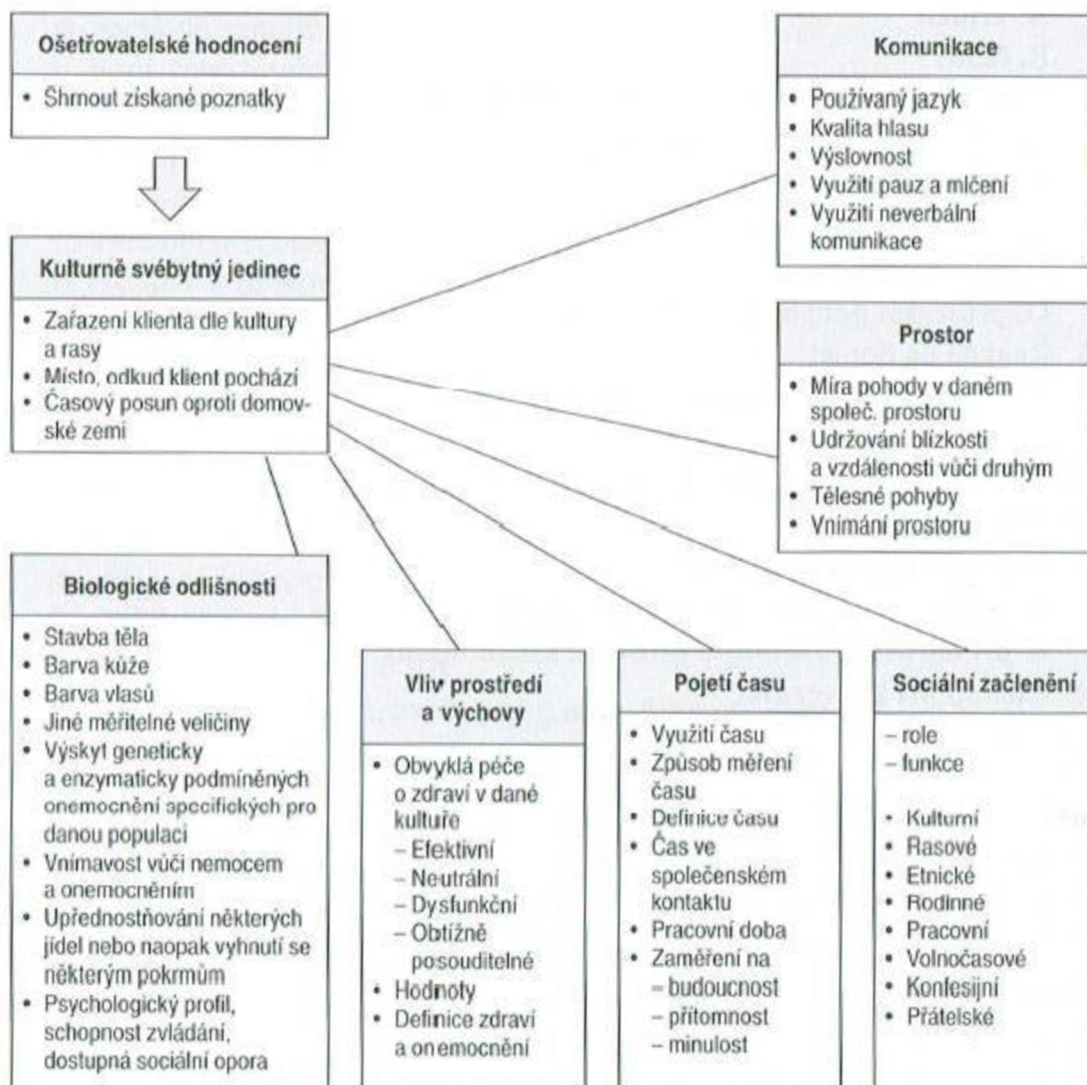 Ošetřovatelské hodnocení
• Shrnout získané poznatky
Kulturně svébytný jedinec
• Zařazení klienta dle kultury
a rasy
• Místo, odkud klient pochází
• Časový posun oproti domov-
ské zemi
Komunikace
• Používaný jazyk
• Kvalita hlasu
• Výslovnost
• Využití pauz a mlčení
• Využití neverbální
komunikace
Prostor
• Míra pohody v daném
společ. prostoru
• Udržování blízkosti
a vzdálenosti vůči druhým
• Tělesné pohyby
• Vnímání prostoru
Biologické odlišnosti
• Stavba těla
• Barva kůže
• Barva vlasů
• Jiné měřitelné veličiny
• Výskyt geneticky
a enzymaticky podmíněných
onemocnění specifických pro
danou populaci
• Vnímavost vůči nemocem
a onemocněním
• Upřednostňování některých
jídel nebo naopak vyhnutí se
některým pokrmům
• Psychologický profil,
schopnost zvládání,
dostupná sociální opora
Vliv prostředí
a výchovy
• Obvyklá péče
o zdraví v dané
kultuře
– Efektivní
– Neutrální
– Dysfunkční
– Obtížně
posouditelné
• Hodnoty
• Definice zdraví
a onemocnění
Pojetí času
• Využití času
• Způsob měření
času
• Definice času
• Čas ve
společenském
kontaktu
• Pracovní doba
• Zaměření na
– budoucnost
– přítomnost
– minulost
Sociální začlenění
– role
– funkce
• Kulturní
• Rasové
• Etnické
• Rodinné
• Pracovní
• Volnočasové
• Konfesijní
• Přátelské